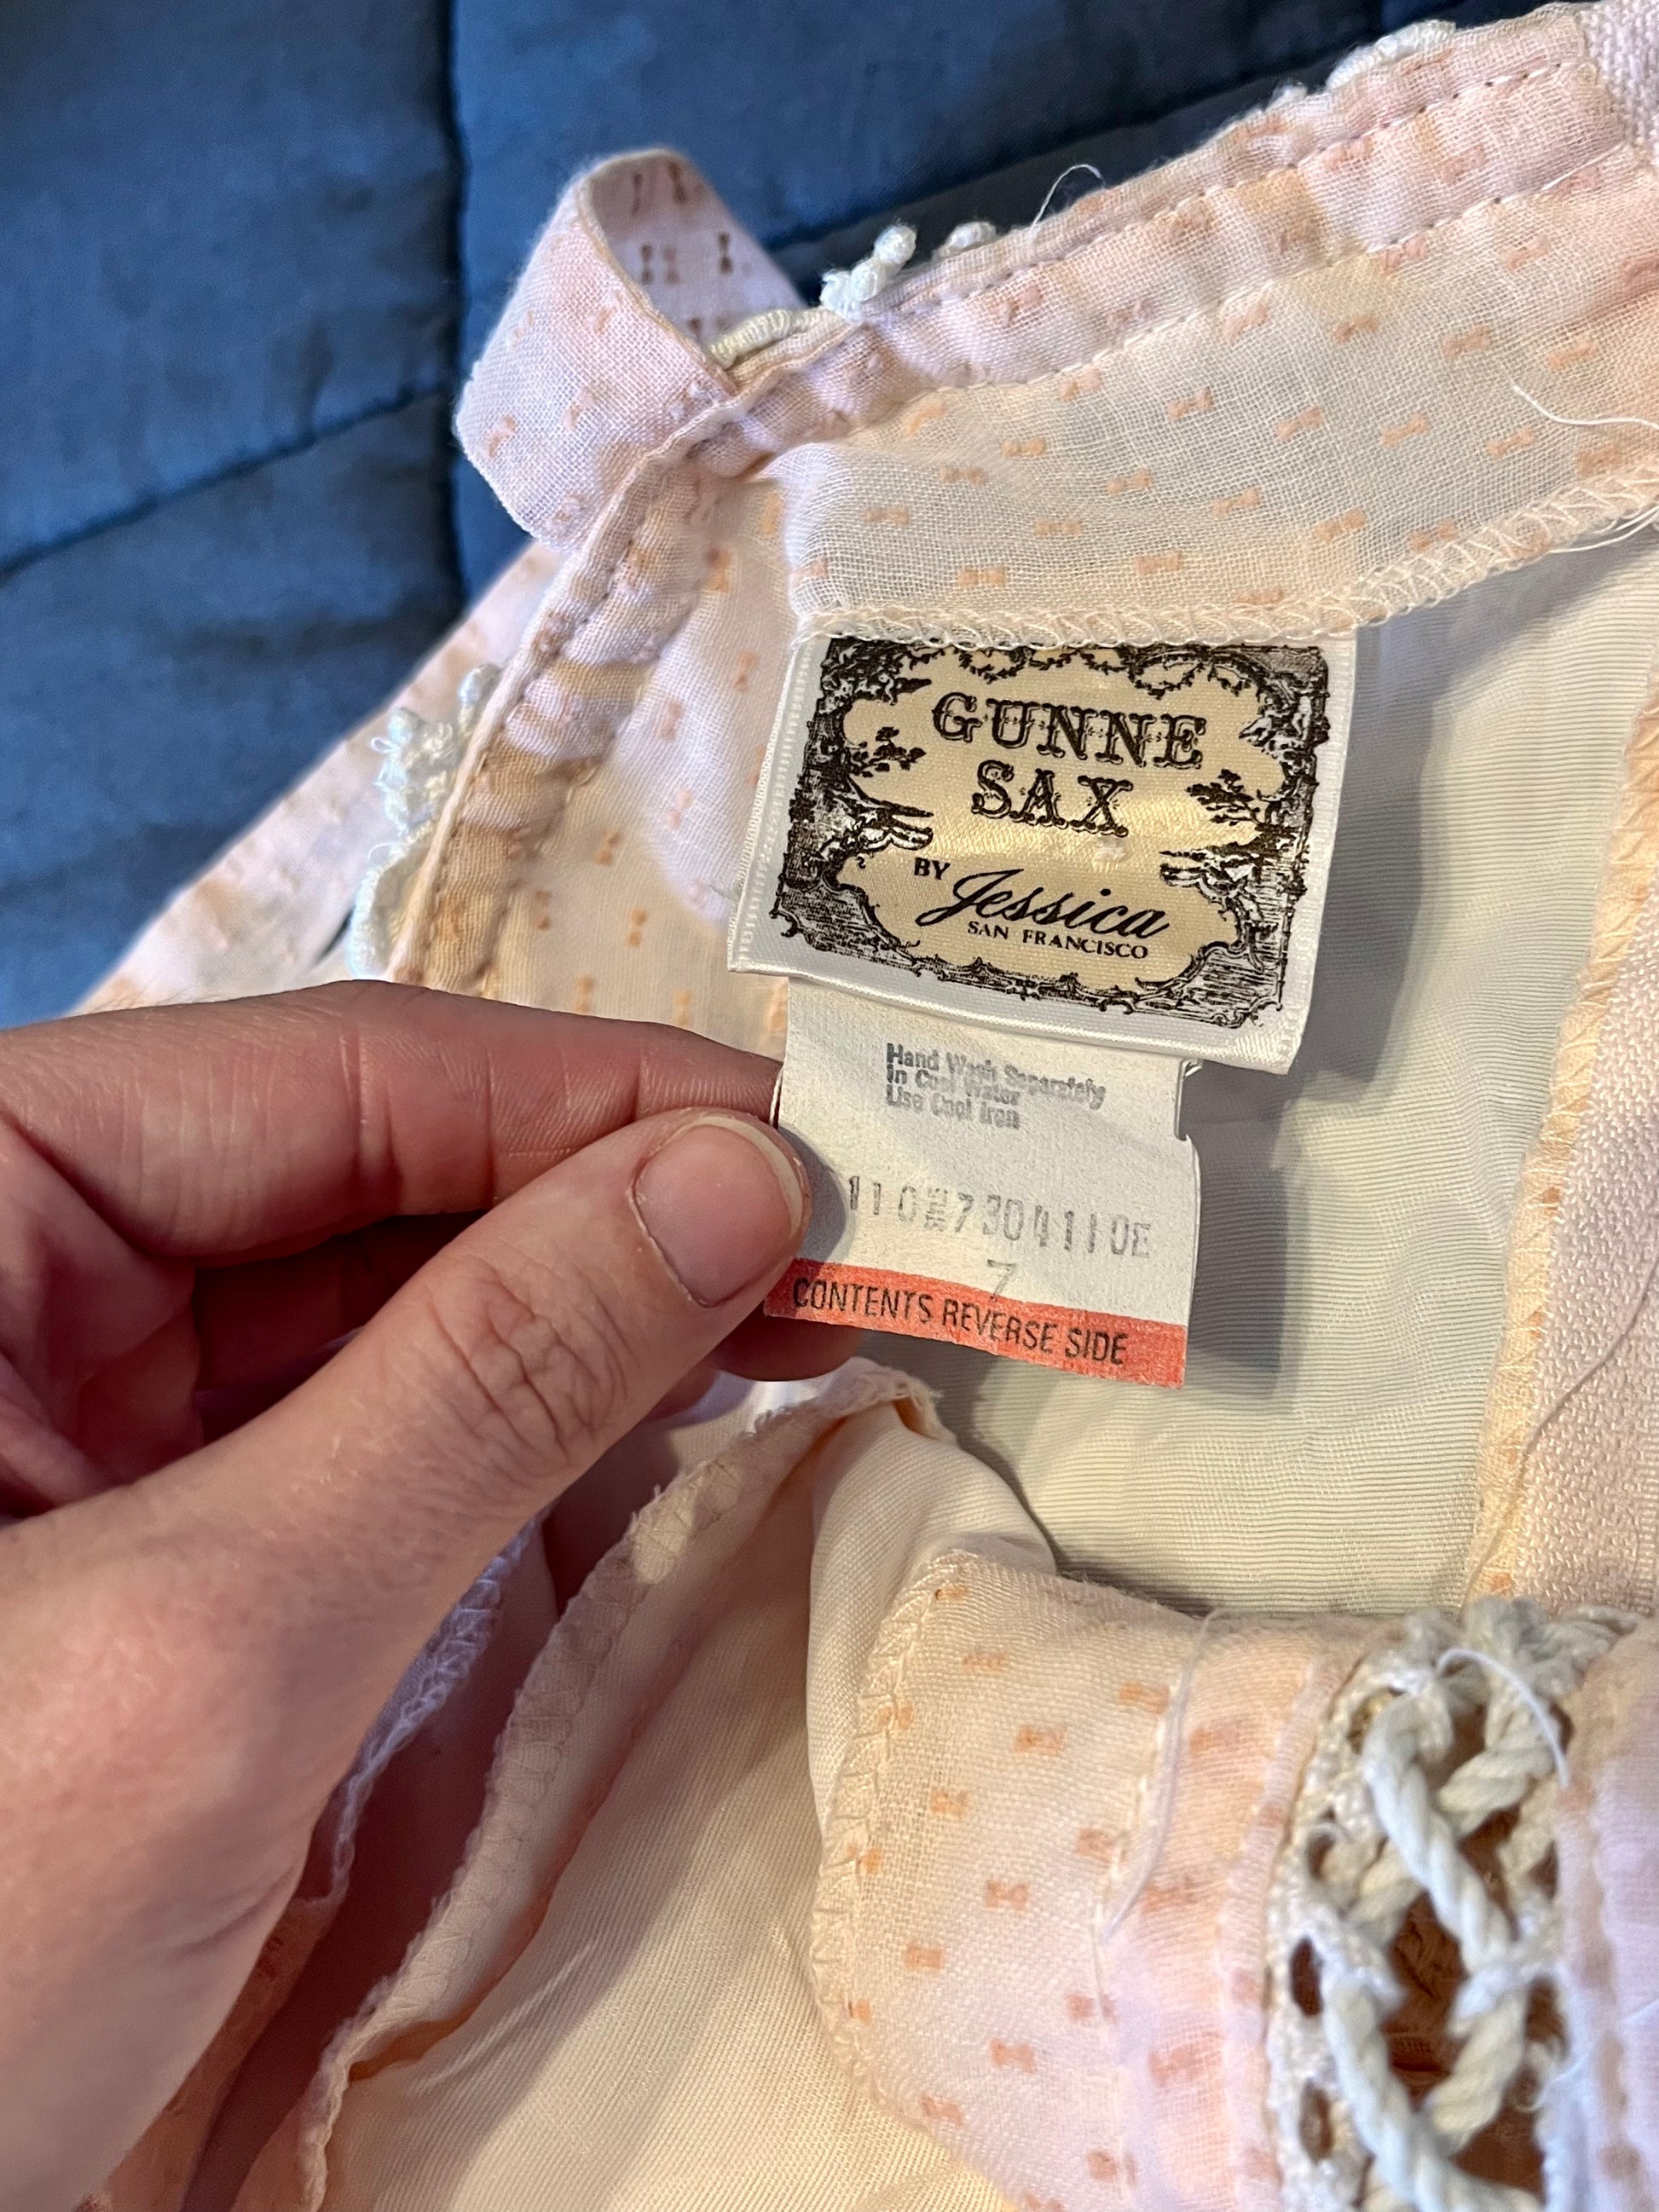 GUNNE
SAX
BY Jessica
SAN FRANCISCO
Hand Wash Separately
In Cool Water
Use Cool Iron
7
CONTENTS REVERSE SIDE